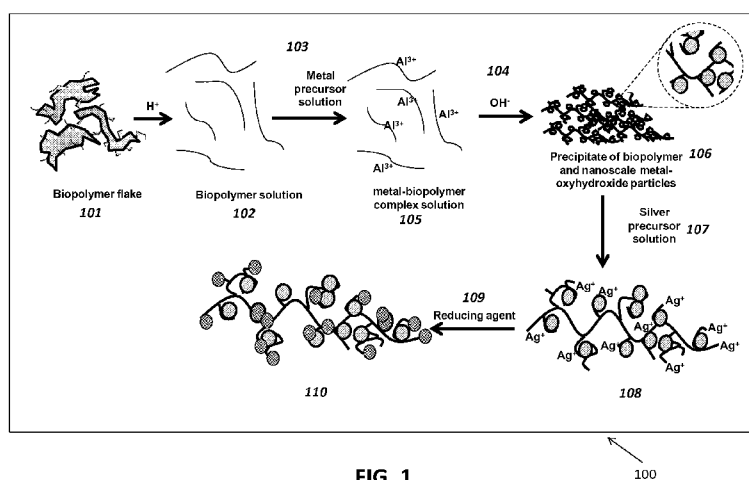 103
Metal
precursor
solution
104
H⁺
OH⁻
Al³⁺
Al³⁺
Al³⁺
Al³⁺
Al³⁺
Biopolymer flake
101
Biopolymer solution
102
metal-biopolymer
complex solution
105
Precipitate of biopolymer
and nanoscale metal-
oxyhydroxide particles
106
Silver
precursor
solution
107
109
Reducing agent
110
Ag⁺
Ag⁺
Ag⁺
Ag⁺
Ag⁺
Ag⁺
Ag⁺
Ag⁺
Ag⁺
108
FIG. 1
100